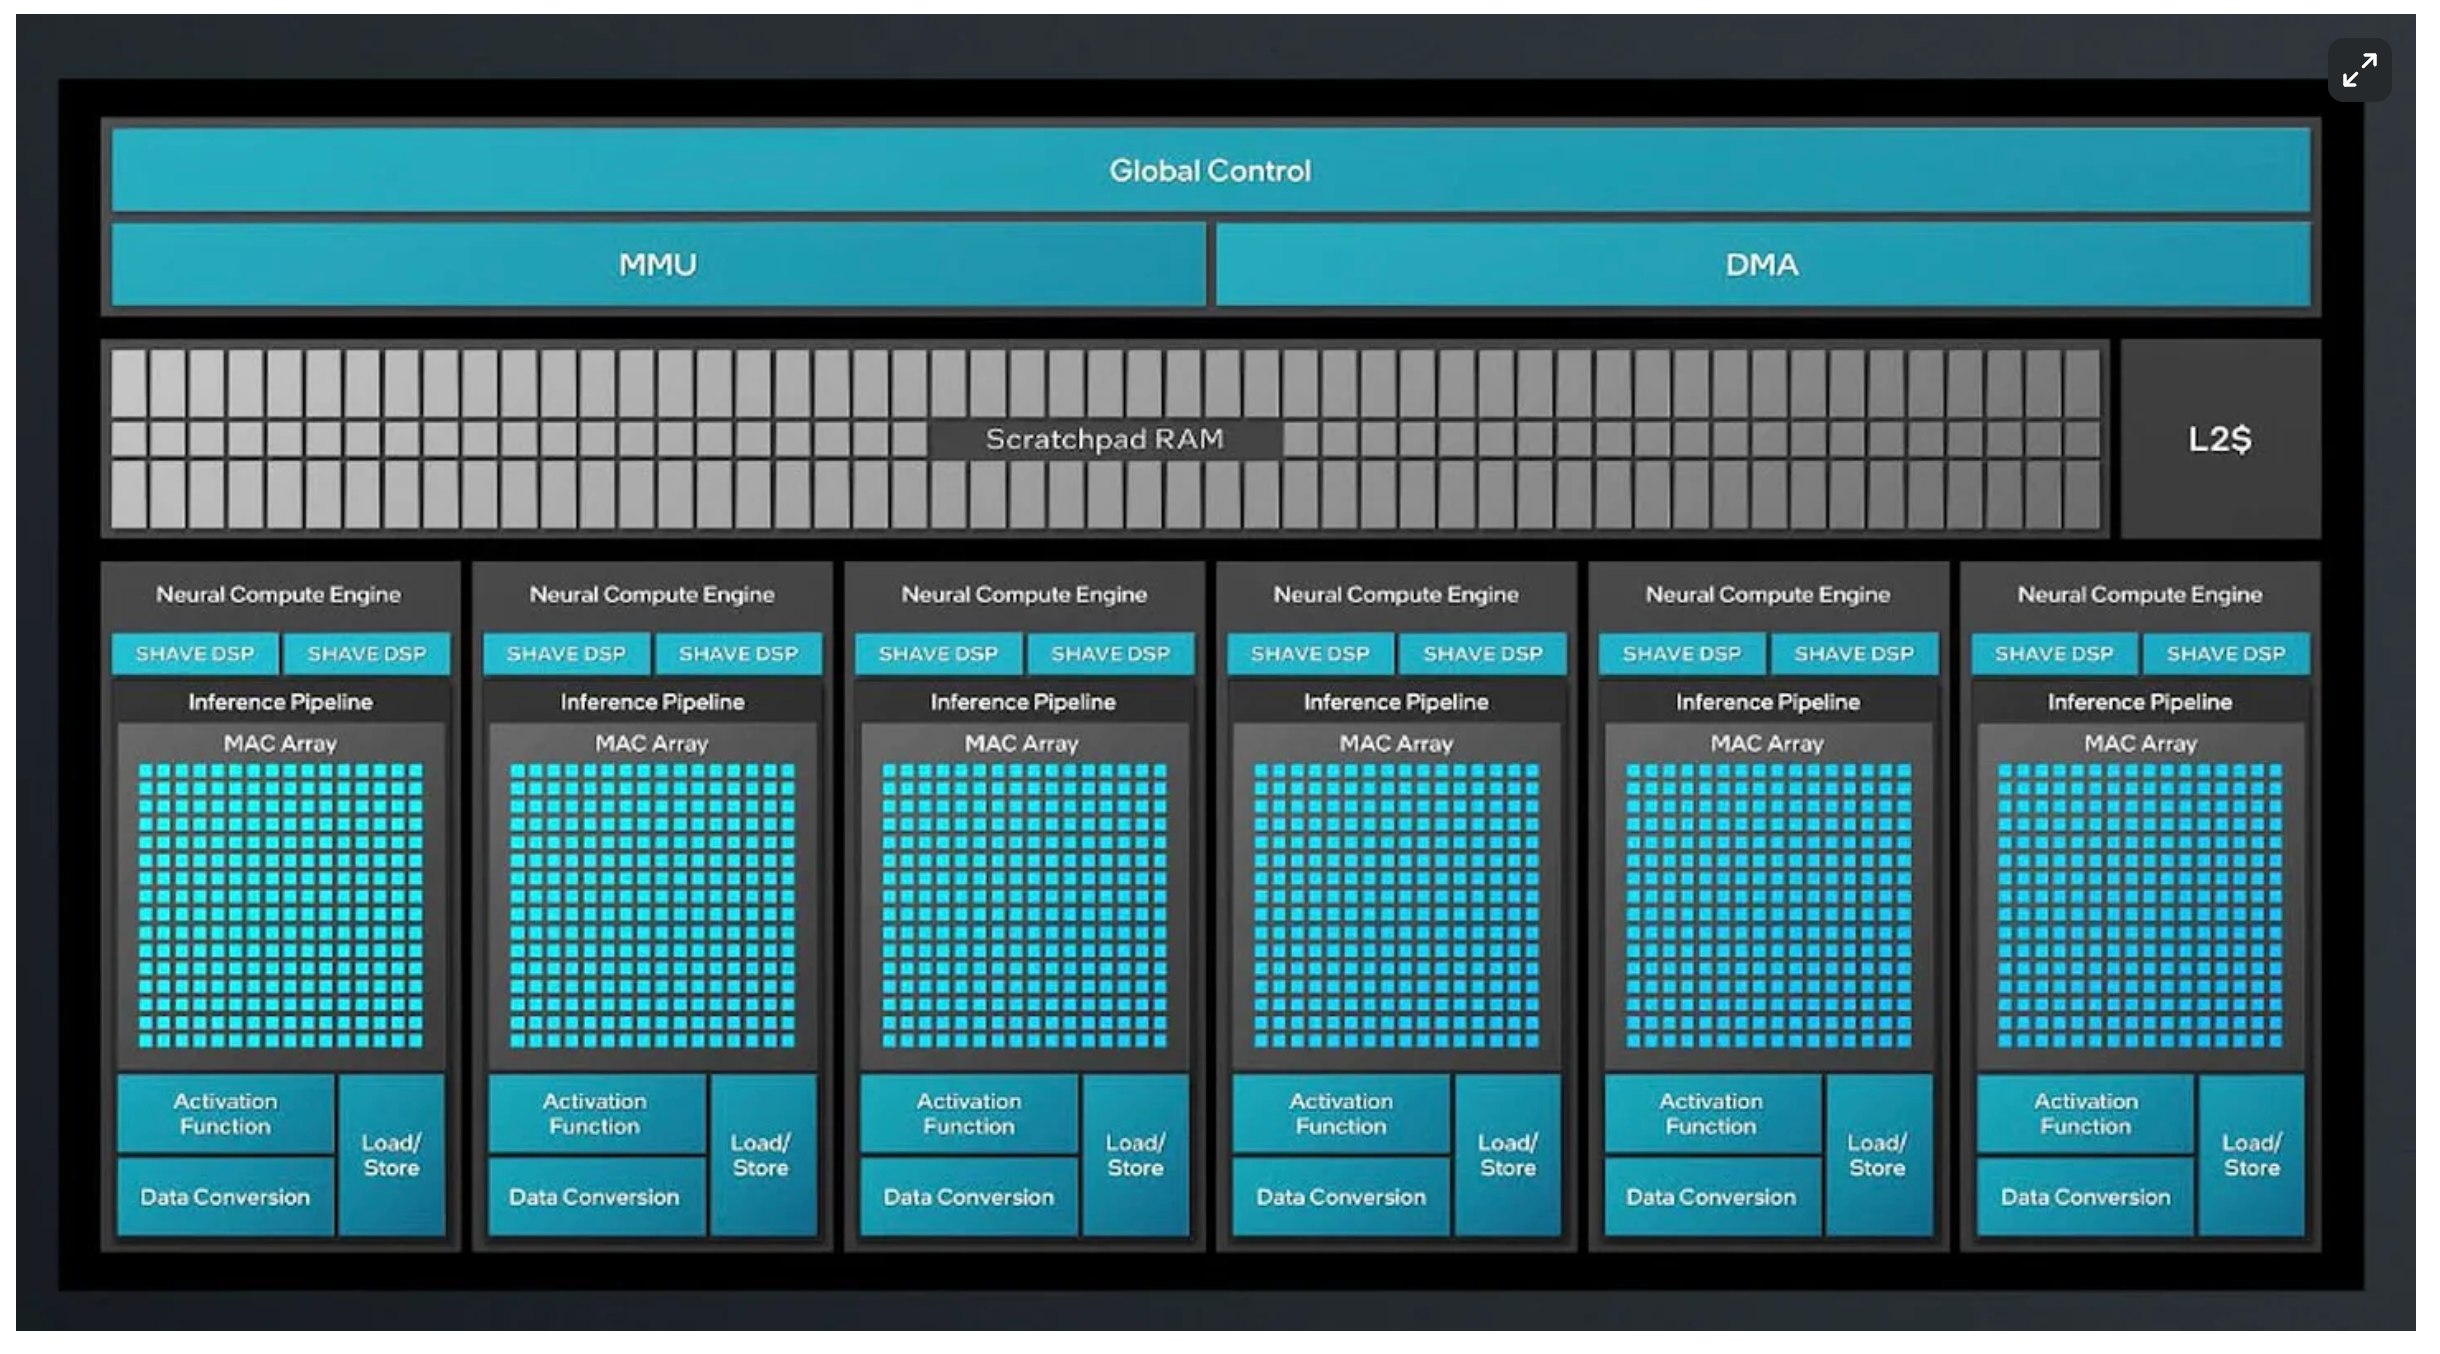 Global Control
MMU
DMA
Scratchpad RAM
L2$
Neural Compute Engine
SHAVE DSP
SHAVE DSP
Inference Pipeline
MAC Array
Activation
Function
Load/
Store
Data Conversion
Neural Compute Engine
SHAVE DSP
SHAVE DSP
Inference Pipeline
MAC Array
Activation
Function
Load/
Store
Data Conversion
Neural Compute Engine
SHAVE DSP
SHAVE DSP
Inference Pipeline
MAC Array
Activation
Function
Load/
Store
Data Conversion
Neural Compute Engine
SHAVE DSP
SHAVE DSP
Inference Pipeline
MAC Array
Activation
Function
Load/
Store
Data Conversion
Neural Compute Engine
SHAVE DSP
SHAVE DSP
Inference Pipeline
MAC Array
Activation
Function
Load/
Store
Data Conversion
Neural Compute Engine
SHAVE DSP
SHAVE DSP
Inference Pipeline
MAC Array
Activation
Function
Load/
Store
Data Conversion